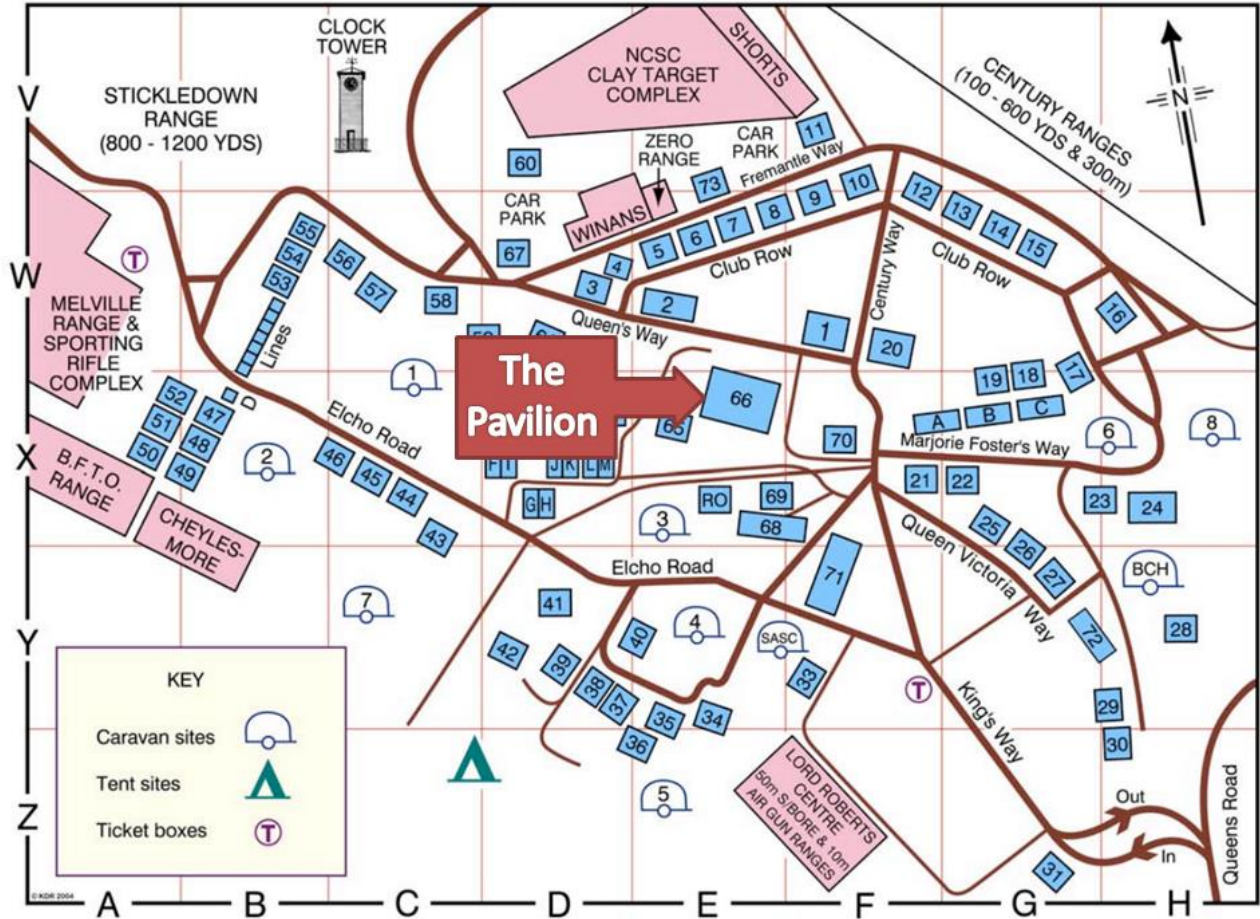 CLOCK
TOWER
NCSC
CLAY TARGET
COMPLEX
SHORTS
CENTURY RANGES
(100 - 600 YDS & 300m)
N
V
STICKLEDOWN
RANGE
(800 - 1200 YDS)
11
60
ZERO
RANGE
CAR
PARK
Fremantle Way
73
CAR
PARK
WINANS
5
6
7
8
9
10
12
13
14
15
Club Row
Club Row
Century Way
T
55
54
53
56
57
58
67
4
3
2
W
MELVILLE
RANGE &
SPORTING
RIFLE
COMPLEX
Lines
Queen's Way
1
20
16
The
Pavilion
66
65
1
19
18
17
A
B
C
6
8
52
51
50
47
48
49
D
Elcho Road
2
X
B.F.T.O.
RANGE
CHEYLES-
MORE
46
45
44
43
F
I
J
K
L
M
G
H
3
RO
69
68
70
Marjorie Foster's Way
21
22
23
24
25
26
27
Queen Victoria
Way
BCH
Elcho Road
71
7
41
40
4
SASC
72
28
Y
42
39
38
37
36
35
34
33
T
King's Way
29
30
KEY
Caravan sites
Tent sites
Ticket boxes
T
5
LORD ROBERTS
CENTRE
50m S/BORE & 10m
AIR GUN RANGES
Z
Out
In
Queens Road
31
© KDR 2004
A
B
C
D
E
F
G
H